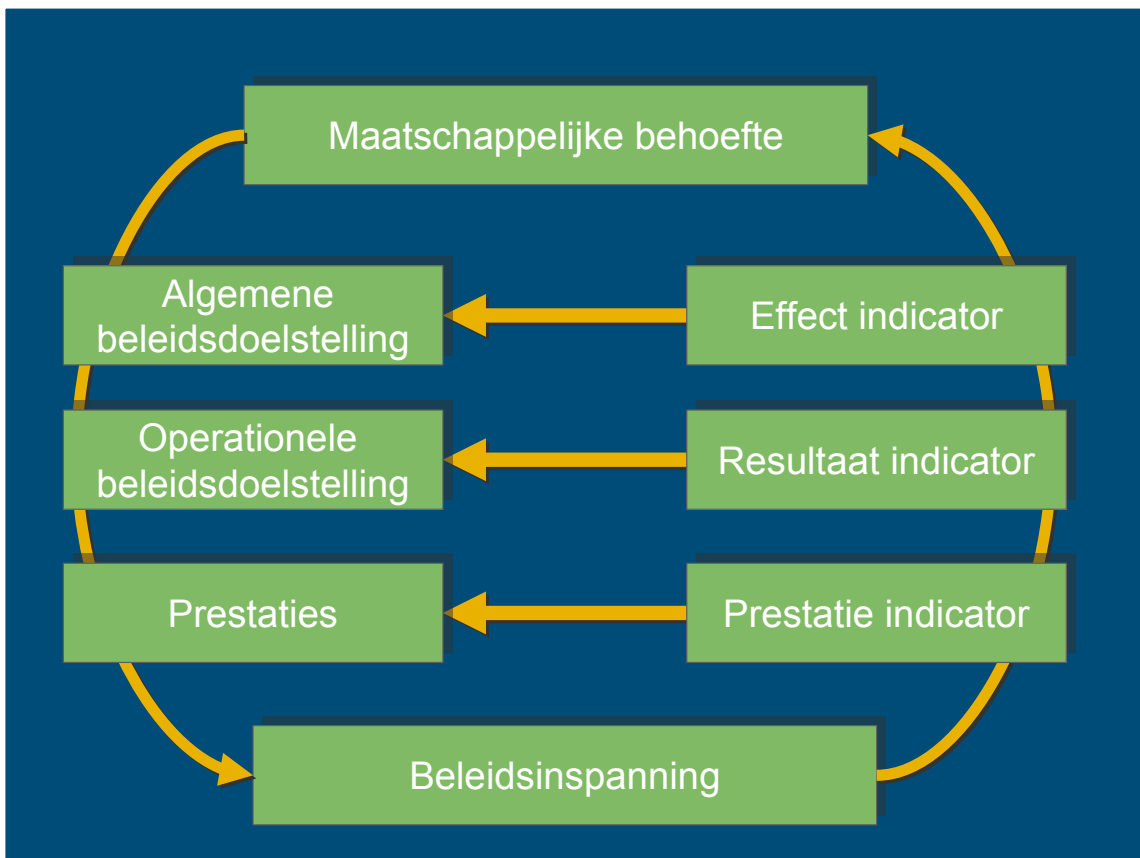 Maatschappelijke behoefte
Algemene
beleidsdoelstelling
Effect indicator
Operationele
beleidsdoelstelling
Resultaat indicator
Prestaties
Prestatie indicator
Beleidsinspanning